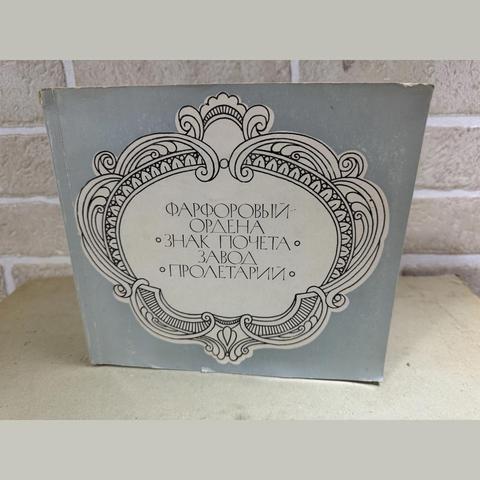 ФАРФОРОВЫЙ
ОРДЕНА
•ЗНАК ПОЧЕТА•
ЗАВОД
•ПРОЛЕТАРИЙ•